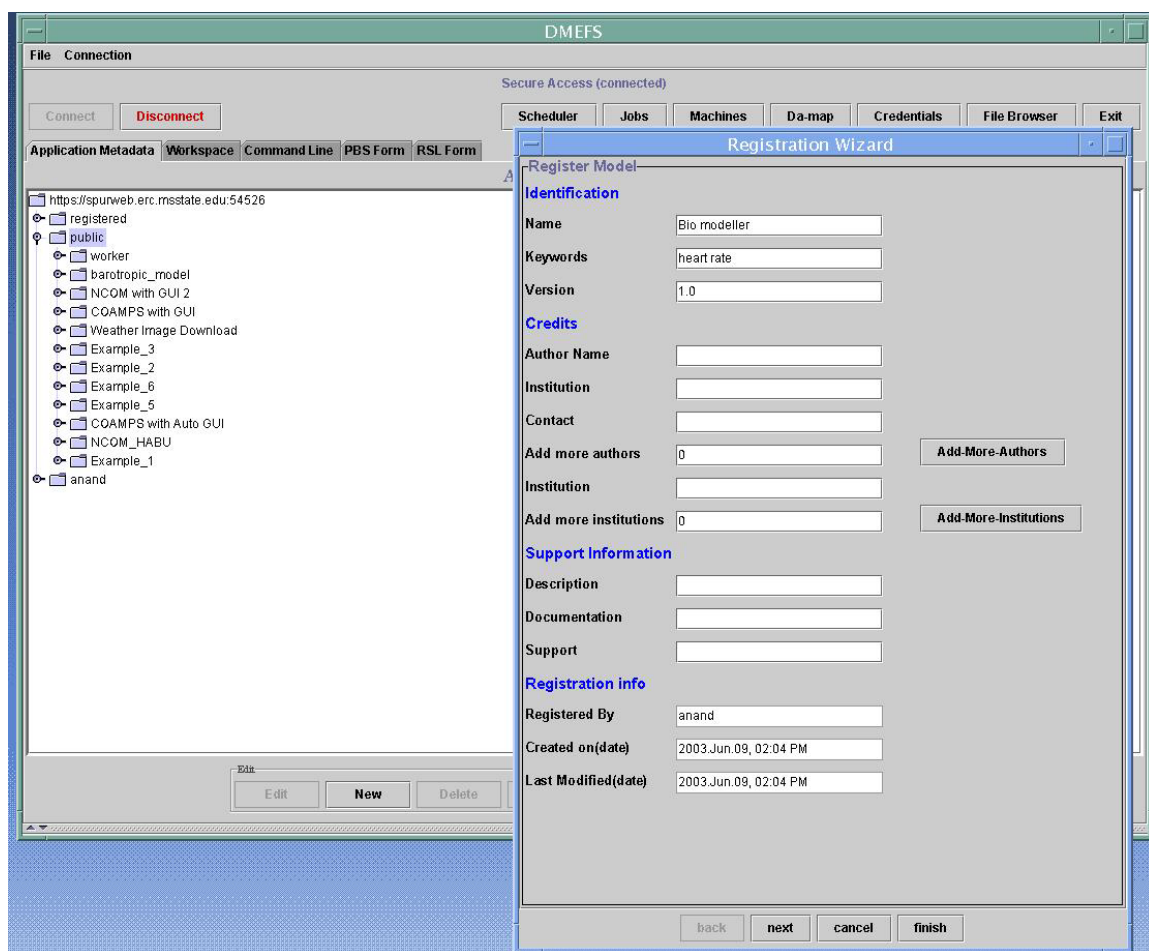 DMEFS
File Connection
Secure Access (connected)
Connect Disconnect Scheduler Jobs Machines Da-map Credentials File Browser Exit
Application Metadata Workspace Command Line PBS Form RSL Form
A
https://spurweb.erc.msstate.edu:54526
registered
public
worker
barotropic_model
NCOM with GUI 2
COAMPS with GUI
Weather Image Download
Example_3
Example_2
Example_6
Example_5
COAMPS with Auto GUI
NCOM_HABU
Example_1
anand
Edit
Edit New Delete
Registration Wizard
Register Model
Identification
Name Bio modeller
Keywords heart rate
Version 1.0
Credits
Author Name
Institution
Contact
Add more authors 0 Add-More-Authors
Institution
Add more institutions 0 Add-More-Institutions
Support Information
Description
Documentation
Support
Registration info
Registered By anand
Created on(date) 2003.Jun.09, 02:04 PM
Last Modified(date) 2003.Jun.09, 02:04 PM
back next cancel finish